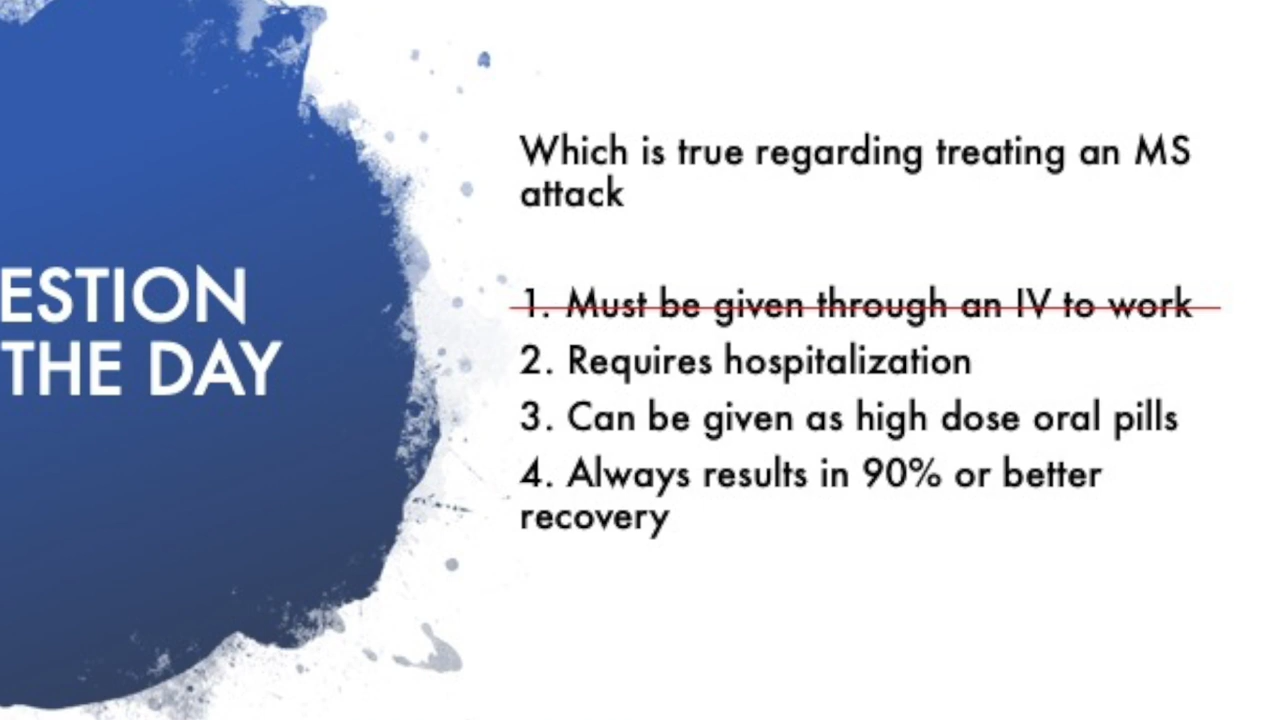 ESTION
THE DAY
Which is true regarding treating an MS
attack
1. Must be given through an IV to work
2. Requires hospitalization
3. Can be given as high dose oral pills
4. Always results in 90% or better
recovery